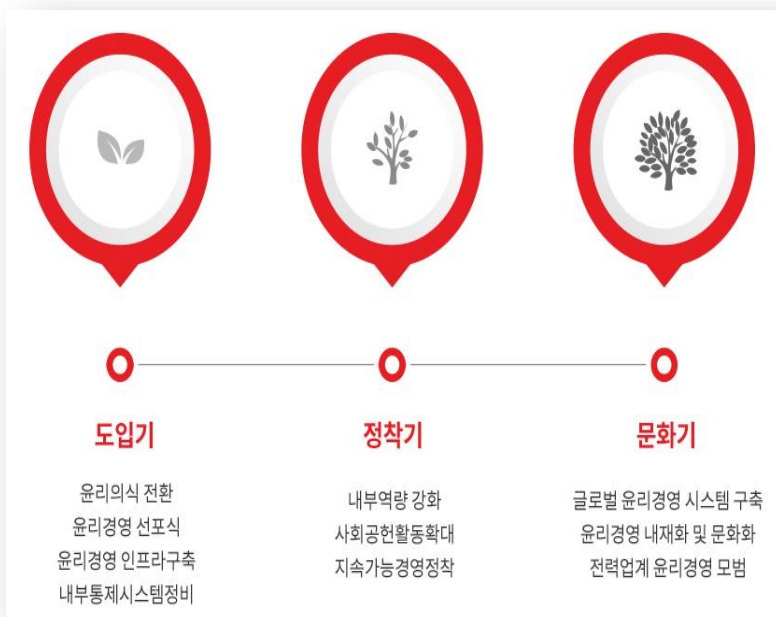 도입기
윤리의식 전환
윤리경영 선포식
윤리경영 인프라구축
내부통제시스템정비
정착기
내부역량 강화
사회공헌활동확대
지속가능경영정착
문화기
글로벌 윤리경영 시스템 구축
윤리경영 내재화 및 문화화
전력업계 윤리경영 모범